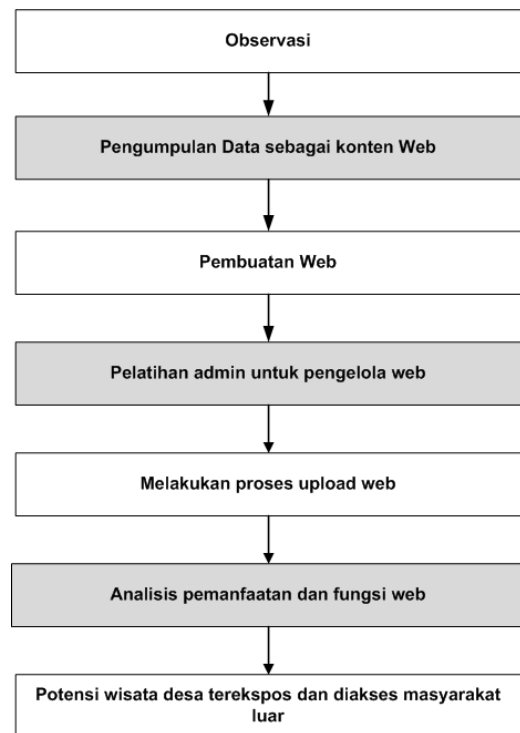 Observasi
Pengumpulan Data sebagai konten Web
Pembuatan Web
Pelatihan admin untuk pengelola web
Melakukan proses upload web
Analisis pemanfaatan dan fungsi web
Potensi wisata desa terekspos dan diakses masyarakat
luar